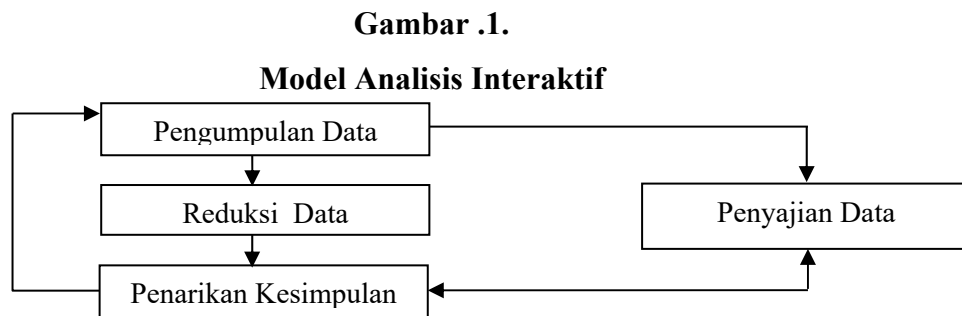 Gambar .1.
Model Analisis Interaktif
Pengumpulan Data
Reduksi Data
Penyajian Data
Penarikan Kesimpulan